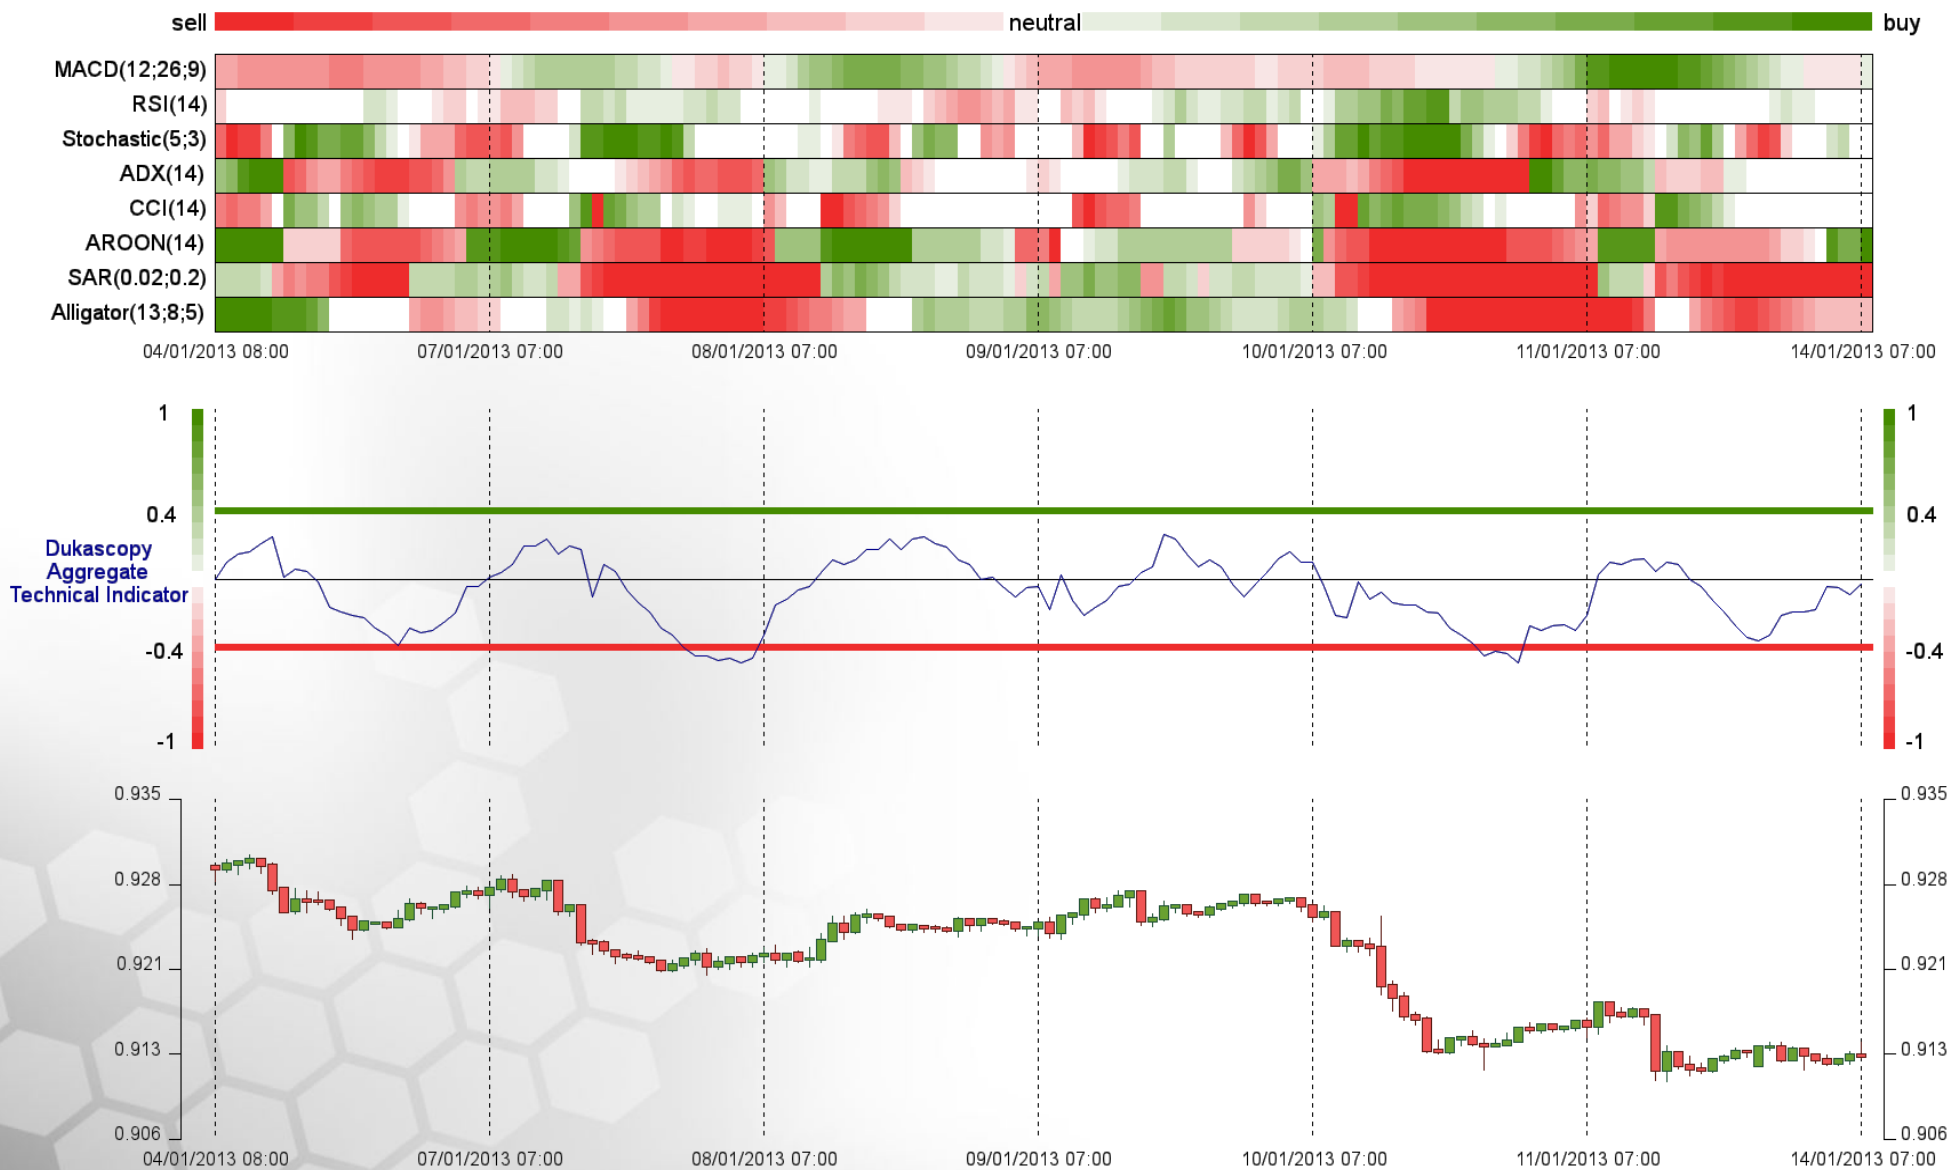 sell neutral buy
MACD(12;26;9)
RSI(14)
Stochastic(5;3)
ADX(14)
CCI(14)
AROON(14)
SAR(0.02;0.2)
Alligator(13;8;5)
04/01/2013 08:00 07/01/2013 07:00 08/01/2013 07:00 09/01/2013 07:00 10/01/2013 07:00 11/01/2013 07:00 14/01/2013 07:00
1 1
0.4 0.4
Dukascopy
Aggregate
Technical Indicator
-0.4 -0.4
-1 -1
0.935 0.935
0.928 0.928
0.921 0.921
0.913 0.913
0.906 0.906
04/01/2013 08:00 07/01/2013 07:00 08/01/2013 07:00 09/01/2013 07:00 10/01/2013 07:00 11/01/2013 07:00 14/01/2013 07:00